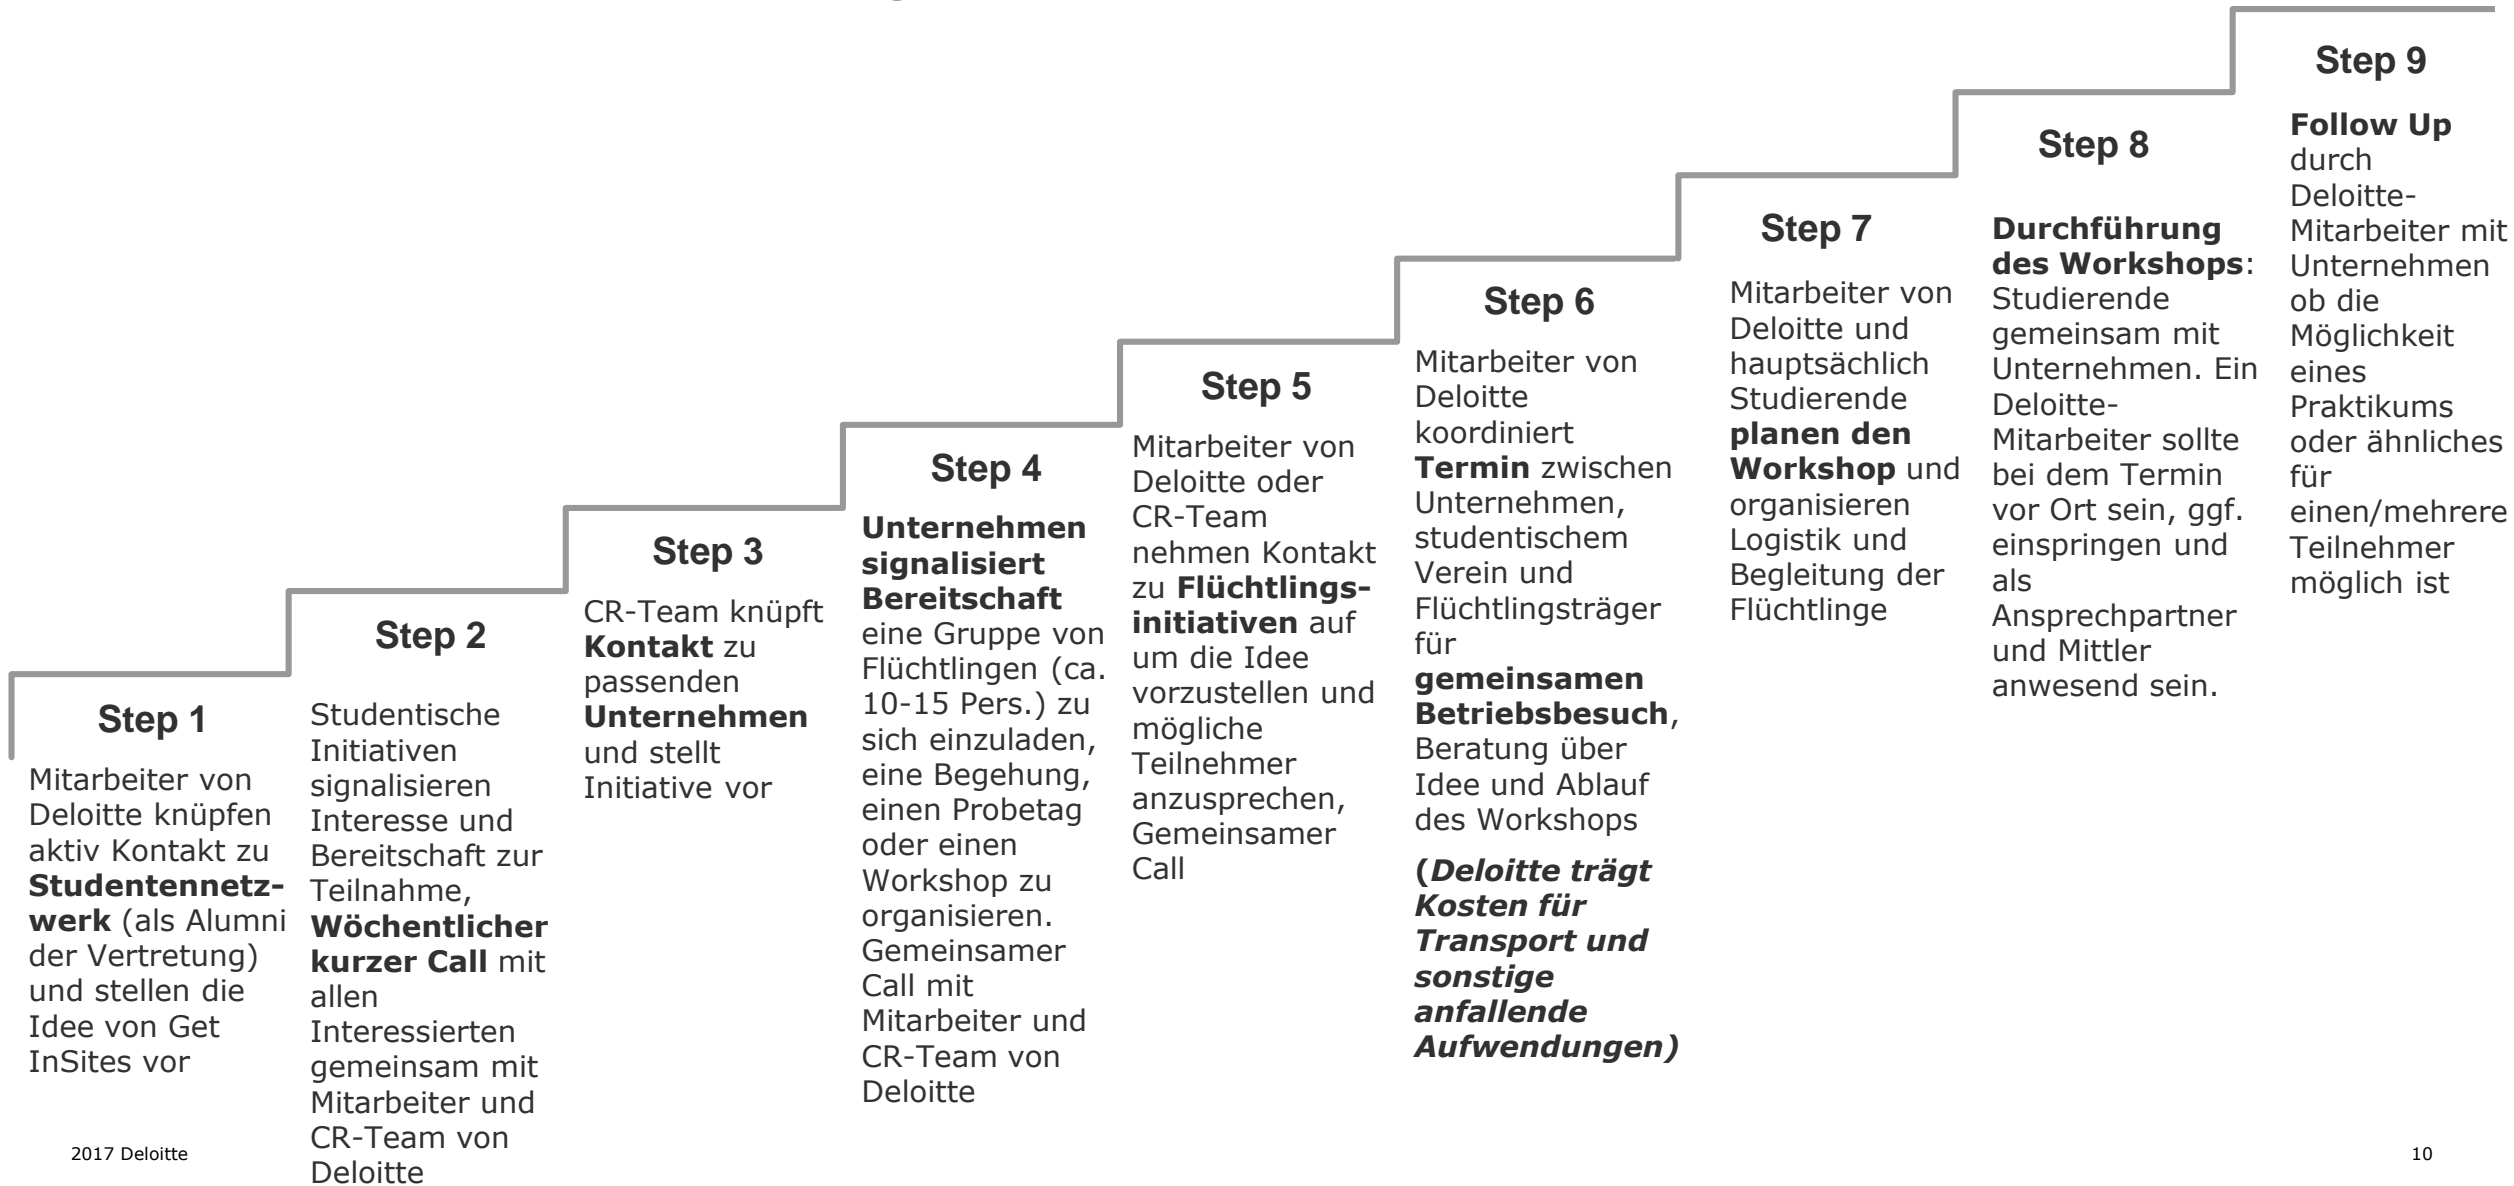 Step 1
Mitarbeiter von
Deloitte knüpfen
aktiv Kontakt zu
Studentennetz-
werk (als Alumni
der Vertretung)
und stellen die
Idee von Get
InSites vor
Step 2
Studentische
Initiativen
signalisieren
Interesse und
Bereitschaft zur
Teilnahme,
Wöchentlicher
kurzer Call mit
allen
Interessierten
gemeinsam mit
Mitarbeiter und
CR-Team von
Deloitte
Step 3
CR-Team knüpft
Kontakt zu
passenden
Unternehmen
und stellt
Initiative vor
Step 4
Unternehmen
signalisiert
Bereitschaft
eine Gruppe von
Flüchtlingen (ca.
10-15 Pers.) zu
sich einzuladen,
eine Begehung,
einen Probetag
oder einen
Workshop zu
organisieren.
Gemeinsamer
Call mit
Mitarbeiter und
CR-Team von
Deloitte
Step 5
Mitarbeiter von
Deloitte oder
CR-Team
nehmen Kontakt
zu Flüchtlings-
initiativen auf
um die Idee
vorzustellen und
mögliche
Teilnehmer
anzusprechen,
Gemeinsamer
Call
Step 6
Mitarbeiter von
Deloitte
koordiniert
Termin zwischen
Unternehmen,
studentischem
Verein und
Flüchtlingsträger
für
gemeinsamen
Betriebsbesuch,
Beratung über
Idee und Ablauf
des Workshops
(Deloitte trägt
Kosten für
Transport und
sonstige
anfallende
Aufwendungen)
Step 7
Mitarbeiter von
Deloitte und
hauptsächlich
Studierende
planen den
Workshop und
organisieren
Logistik und
Begleitung der
Flüchtlinge
Step 8
Durchführung
des Workshops:
Studierende
gemeinsam mit
Unternehmen. Ein
Deloitte-
Mitarbeiter sollte
bei dem Termin
vor Ort sein, ggf.
einspringen und
als
Ansprechpartner
und Mittler
anwesend sein.
Step 9
Follow Up
durch
Deloitte-
Mitarbeiter mit
Unternehmen
ob die
Möglichkeit
eines
Praktikums
oder ähnliches
für
einen/mehrere
Teilnehmer
möglich ist
2017 Deloitte
10